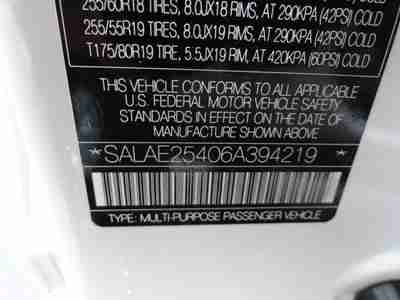 255/60R18 TIRES, 8.0JX18 RIMS, AT 290KPA (42PSI) COLD
255/55R19 TIRES, 8.0JX19 RIMS, AT 290KPA (42PSI) COLD
T175/80R19 TIRE, 5.5JX19 RIM, AT 420KPA (60PSI) COLD
THIS VEHICLE CONFORMS TO ALL APPLICABLE
U.S. FEDERAL MOTOR VEHICLE SAFETY
STANDARDS IN EFFECT ON THE DATE OF
MANUFACTURE SHOWN ABOVE.
*SALAE25406A394219*
TYPE: MULTI-PURPOSE PASSENGER VEHICLE